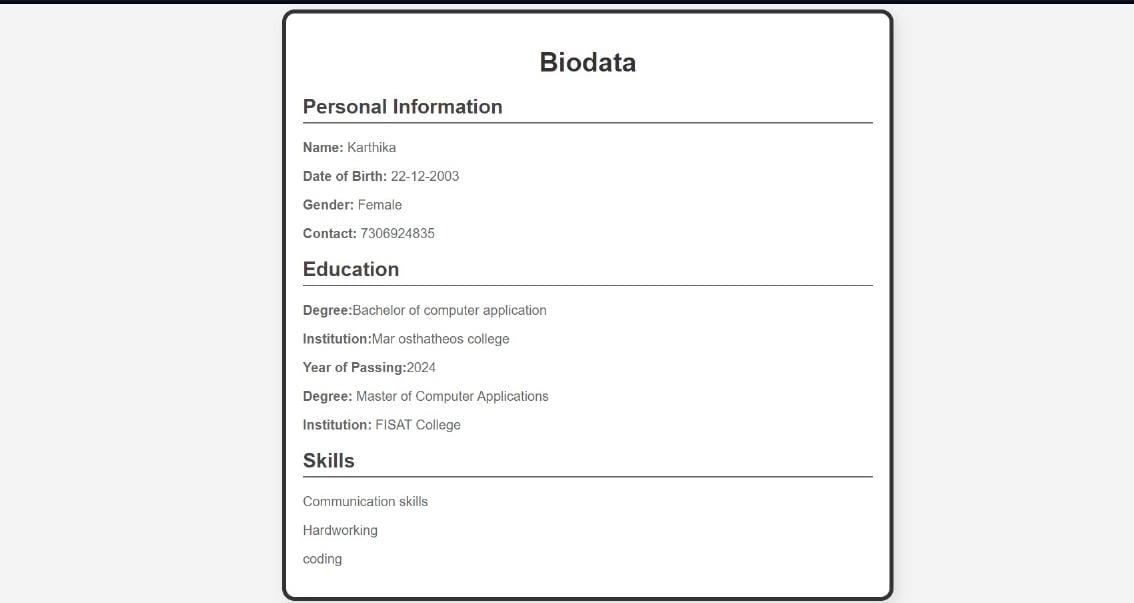 Biodata
Personal Information
Name: Karthika
Date of Birth: 22-12-2003
Gender: Female
Contact: 7306924835
Education
Degree:Bachelor of computer application
Institution:Mar osthatheos college
Year of Passing:2024
Degree: Master of Computer Applications
Institution: FISAT College
Skills
Communication skills
Hardworking
coding